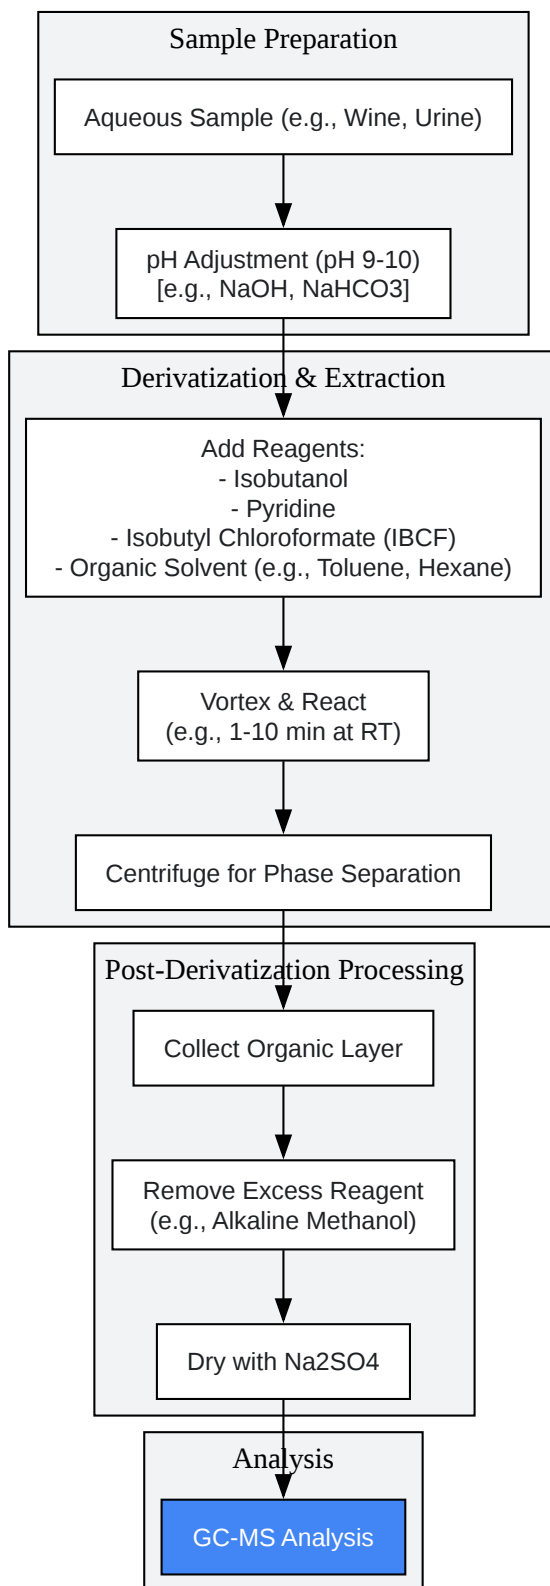 Sample Preparation
Aqueous Sample (e.g., Wine, Urine)
pH Adjustment (pH 9-10)
[e.g., NaOH, NaHCO3]
Derivatization & Extraction
Add Reagents:
- Isobutanol
- Pyridine
- Isobutyl Chloroformate (IBCF)
- Organic Solvent (e.g., Toluene, Hexane)
Vortex & React
(e.g., 1-10 min at RT)
Centrifuge for Phase Separation
Post-Derivatization Processing
Collect Organic Layer
Remove Excess Reagent
(e.g., Alkaline Methanol)
Dry with Na2SO4
Analysis
GC-MS Analysis